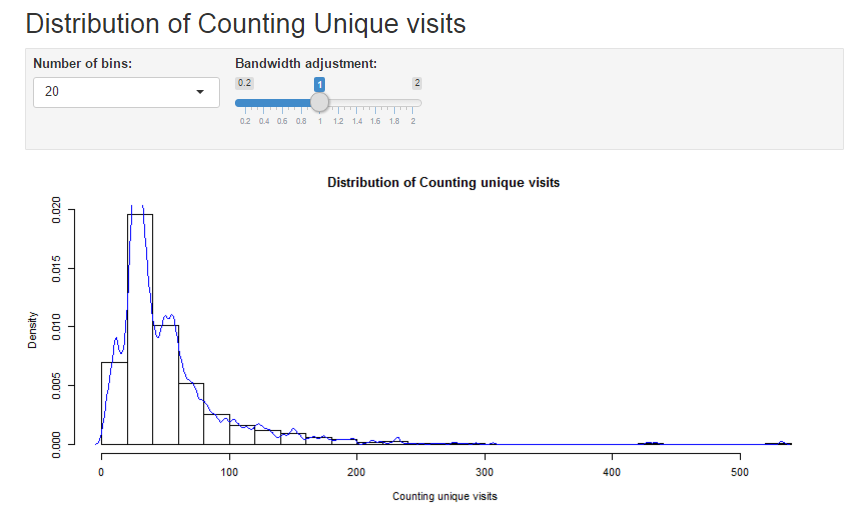 Distribution of Counting Unique visits
Number of bins: Bandwidth adjustment:
20
0.2 1 2
0.2 0.4 0.6 0.8 1 1.2 1.4 1.6 1.8 2
Distribution of Counting unique visits
Density
0.020
0.015
0.010
0.005
0.000
0 100 200 300 400 500
Counting unique visits